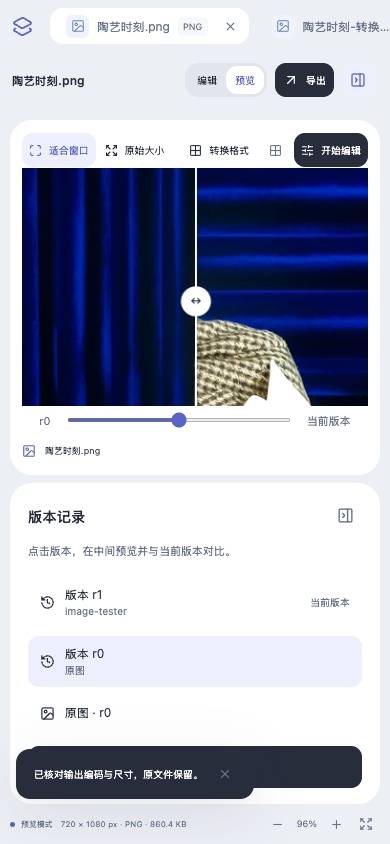 陶艺时刻.png PNG
陶艺时刻-转换...
陶艺时刻.png
编辑 预览 导出
适合窗口 原始大小 转换格式 开始编辑
r0 当前版本
陶艺时刻.png
版本记录
点击版本，在中间预览并与当前版本对比。
版本 r1
image-tester
当前版本
版本 r0
原图
原图 · r0
已核对输出编码与尺寸，原文件保留。
预览模式 720 × 1080 px · PNG · 860.4 KB 96%